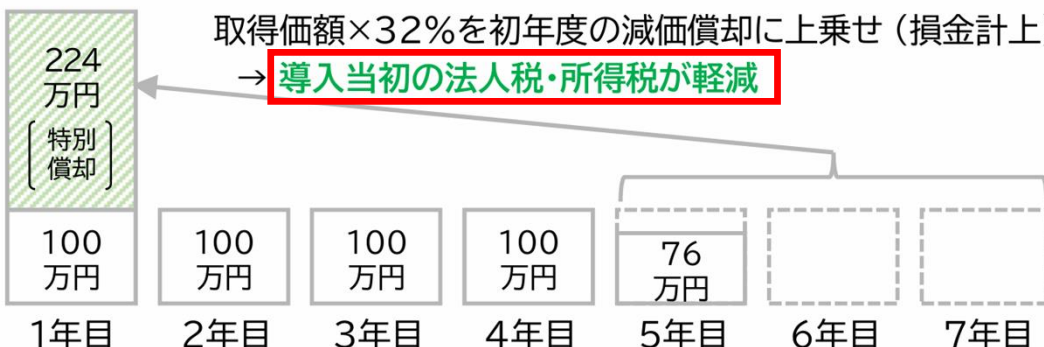 取得価額×32%を初年度の減価償却に上乗せ(損金計上
→導入当初の法人税・所得税が軽減
224
万円
特別
償却
100
万円
100
万円
100
万円
100
万円
76
万円
1年目
2年目
3年目
4年目
5年目
6年目
7年目